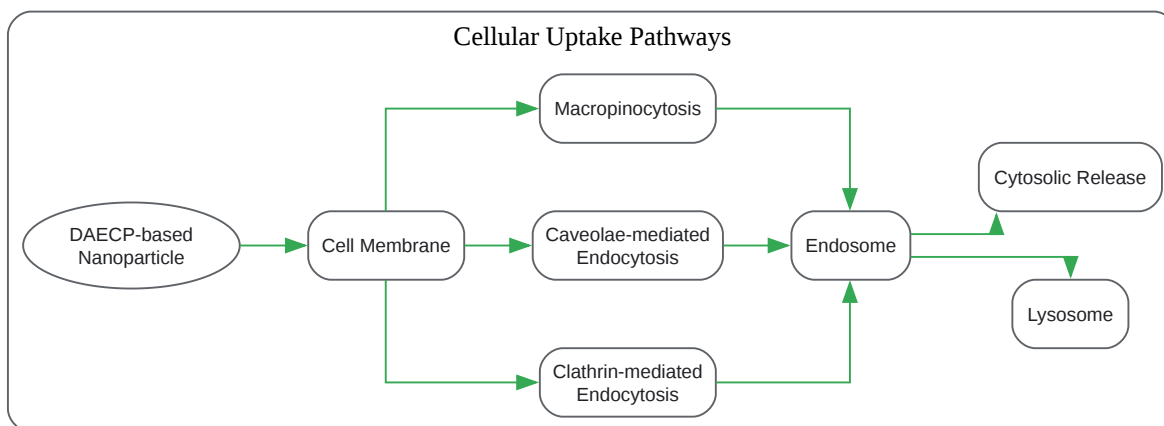 Cellular Uptake Pathways
Macropinocytosis
Cytosolic Release
DAECP-based
Nanoparticle
Cell Membrane
Caveolae-mediated
Endocytosis
Endosome
Lysosome
Clathrin-mediated
Endocytosis